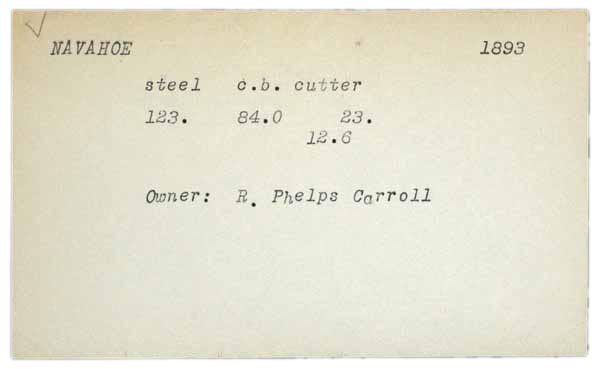 NAVAHOE 1893
steel c.b. cutter
123. 84.0 23.
12.6
Owner: R. Phelps Carroll